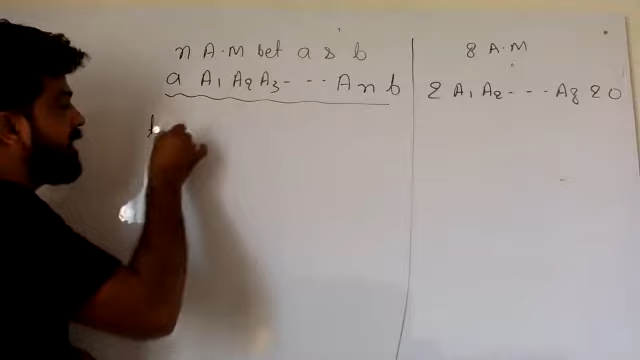 n A.M bet a & b
a A1 A2 A3- - - - An b
8 A.M
2 A1 A2- - - - A8 20